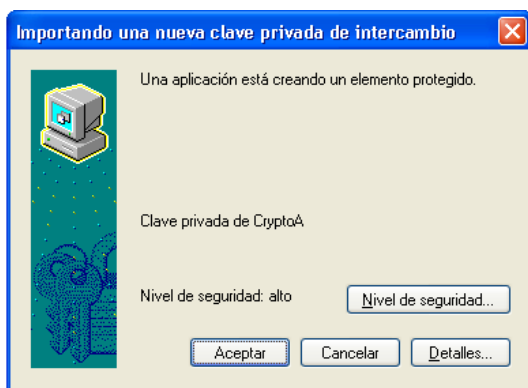 Importando una nueva clave privada de intercambio
Una aplicación está creando un elemento protegido.
Clave privada de CryptoA
Nivel de seguridad: alto
Nivel de seguridad...
Aceptar
Cancelar
Detalles...